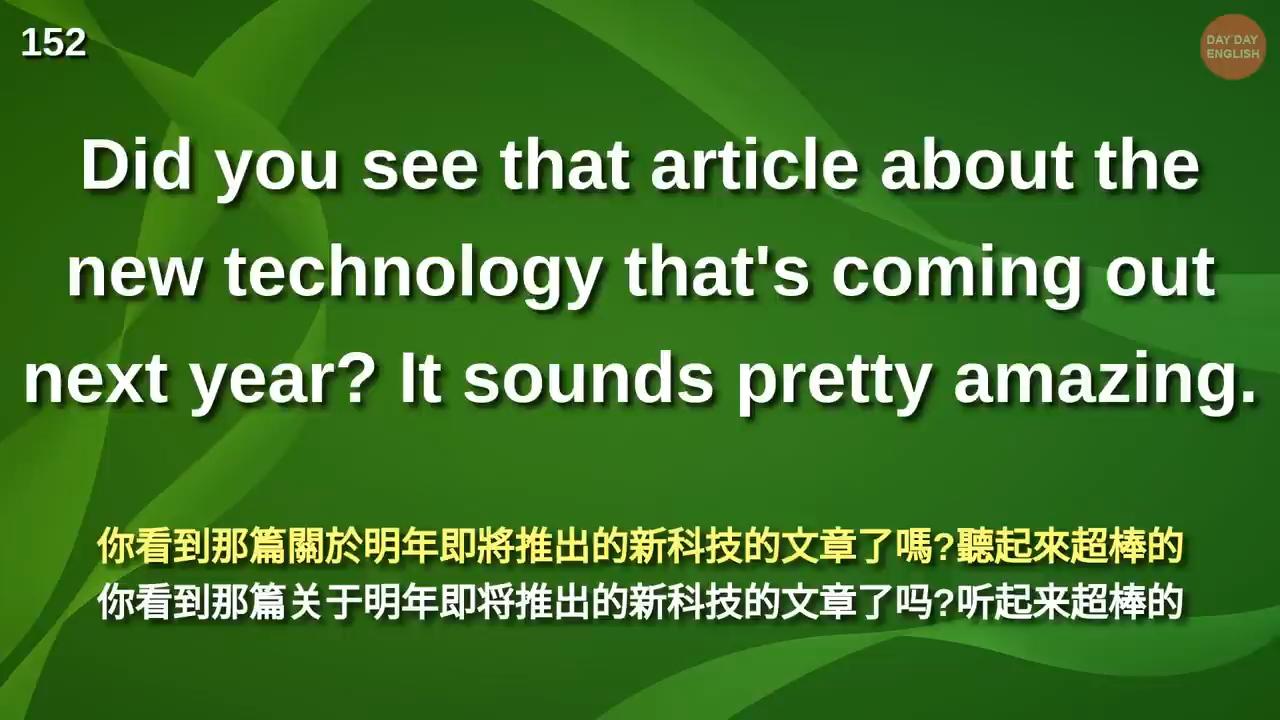 152
DAY DAY
ENGLISH
Did you see that article about the
new technology that's coming out
next year? It sounds pretty amazing.
你看到那篇關於明年即將推出的新科技的文章了嗎?聽起來超棒的
你看到那篇关于明年即将推出的新科技的文章了吗?听起来超棒的